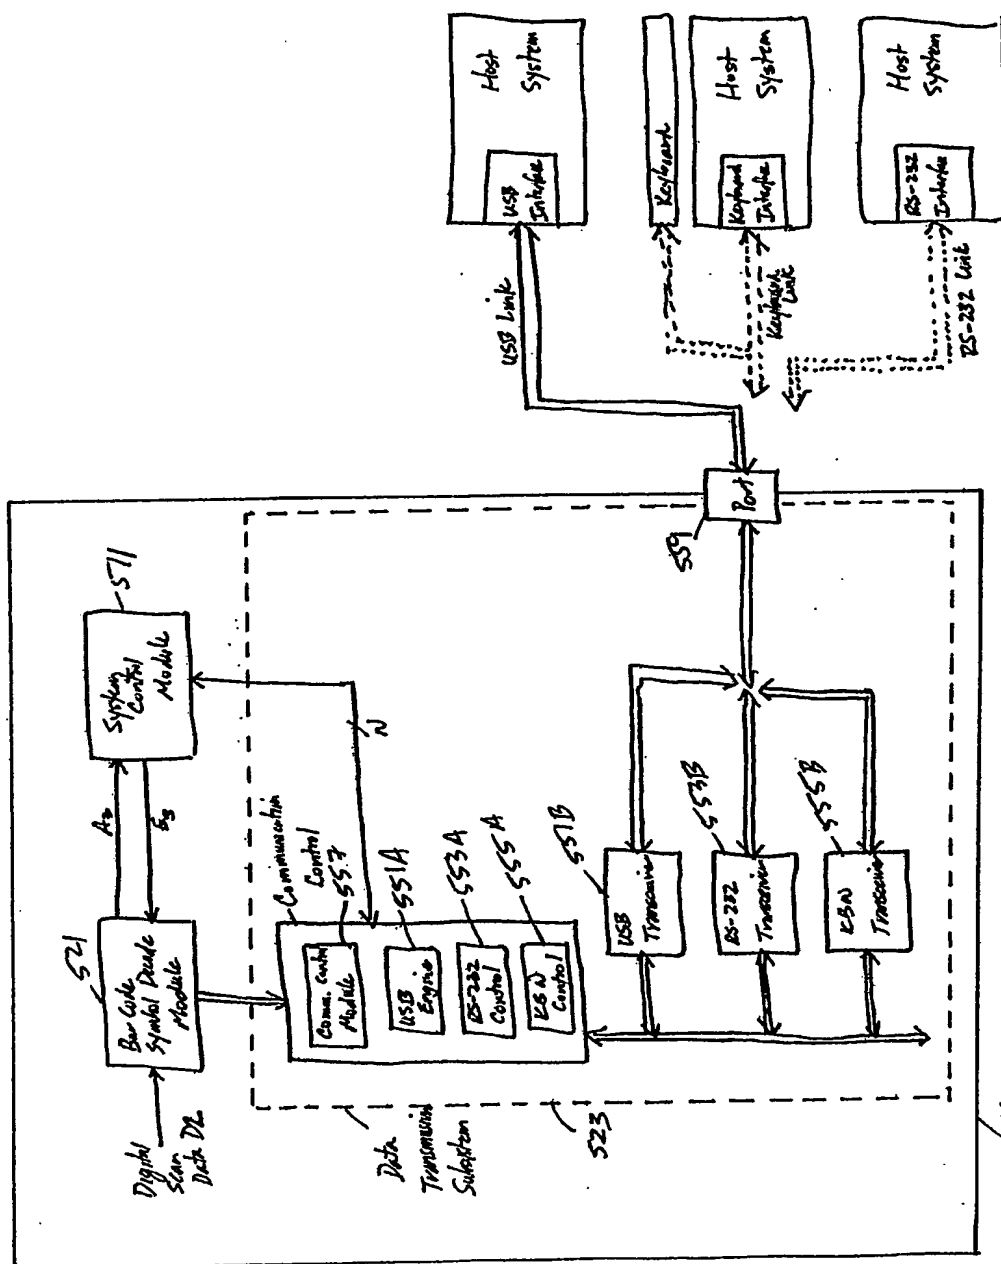 Digital
Scan
Data D2
521
Bar Code
Symbol Decode
Module
A3
E3
571
System
Control
Module
N
Communication
Control
557
Comm. Control
Module
551A
USB
Engine
553A
RS-232
Control
555A
KBW
Control
Data
Transmission
Subsystem
523
551B
USB
Transceiver
553B
RS-232
Transceiver
555B
KBW
Transceiver
559
Port
USB Link
USB
Interface
Host
System
Keyboard
Keyboard
Interface
Host
System
Keyboard
Link
RS-232
Interface
Host
System
RS-232 Link